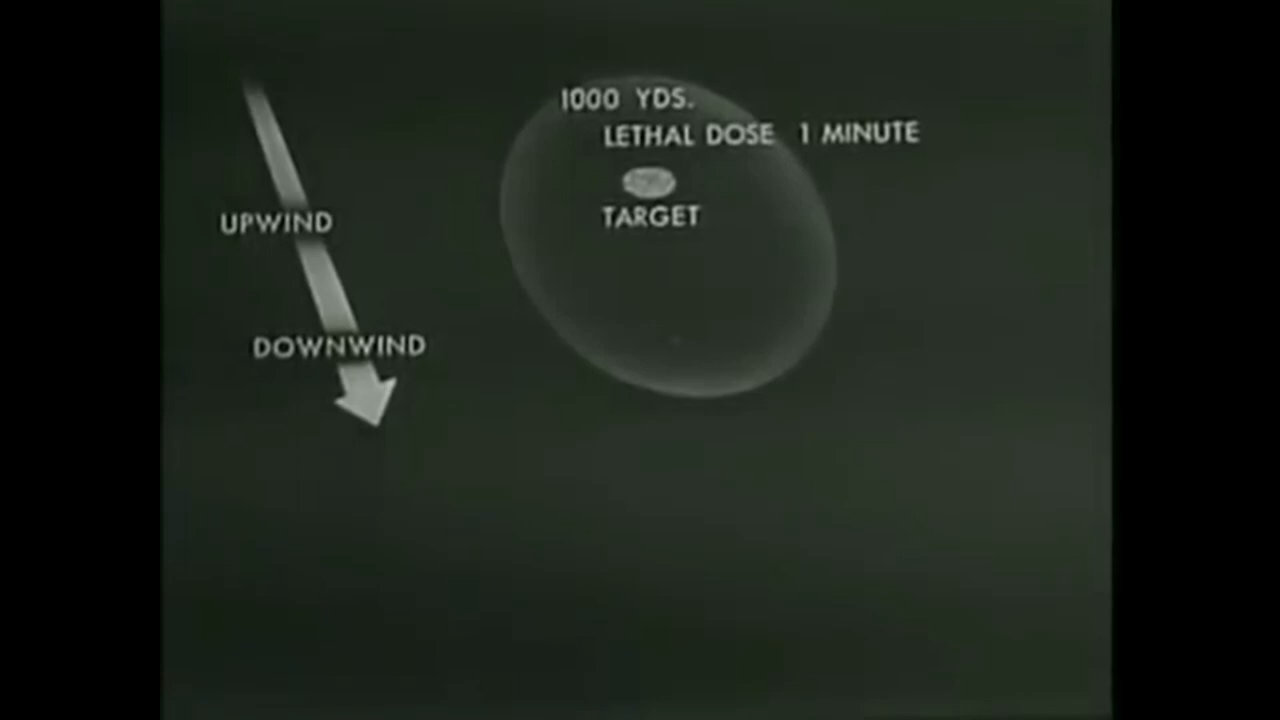 1000 YDS.
LETHAL DOSE 1 MINUTE
TARGET
UPWIND
DOWNWIND